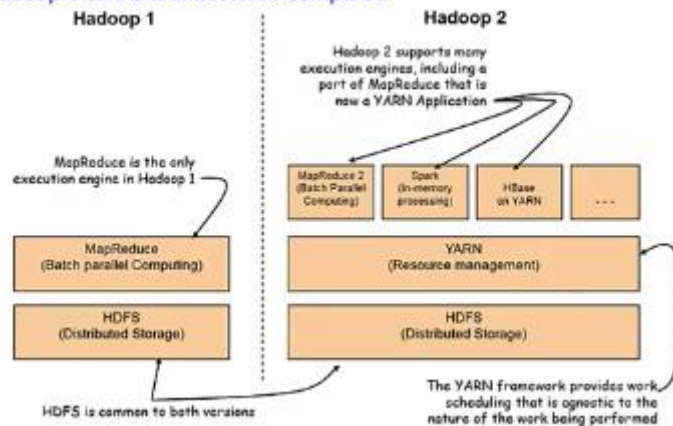 Hadoop 1
Hadoop 2
Hadoop 2 supports many
execution engines, including a
port of MapReduce that is
now a YARN Application
MapReduce is the only
execution engine in Hadoop 1
MapReduce 2
(Batch Parallel
Computing)
Spark
(In-memory
processing)
HBase
on YARN
...
MapReduce
(Batch parallel Computing)
YARN
(Resource management)
HDFS
(Distributed Storage)
HDFS
(Distributed Storage)
HDFS is common to both versions
The YARN framework provides work
scheduling that is agnostic to the
nature of the work being performed